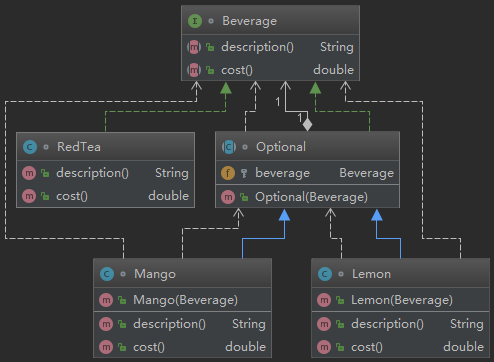 Beverage
description() String
cost() double
1
1
RedTea
description() String
cost() double
Optional
beverage Beverage
Optional(Beverage)
Mango
Mango(Beverage)
description() String
cost() double
Lemon
Lemon(Beverage)
description() String
cost() double